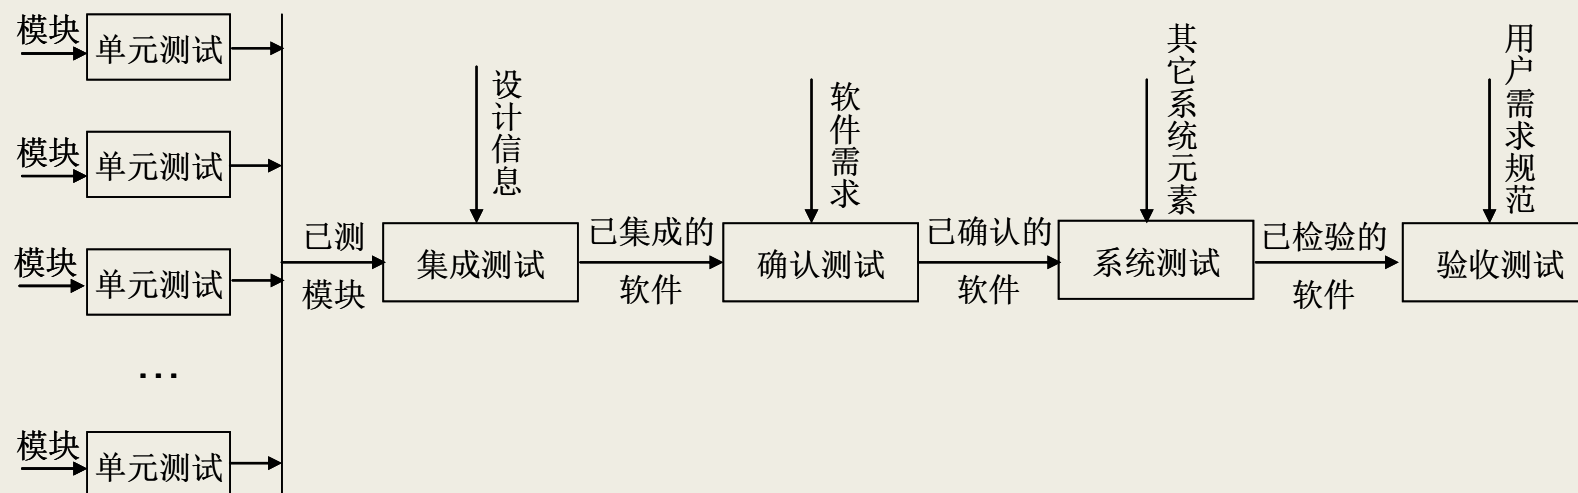 模块
单元测试
模块
单元测试
模块
单元测试
...
模块
单元测试
已测
模块
设计信息
集成测试
已集成的
软件
软件需求
确认测试
已确认的
软件
其它系统元素
系统测试
已检验的
软件
用户需求规范
验收测试